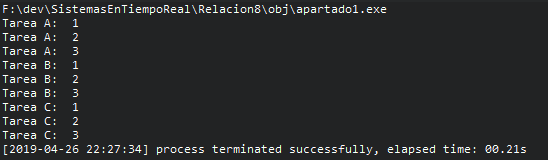 F:\dev\SistemasEnTiempoReal\Relacion8\obj\apartado1.exe
Tarea A:  1
Tarea A:  2
Tarea A:  3
Tarea B:  1
Tarea B:  2
Tarea B:  3
Tarea C:  1
Tarea C:  2
Tarea C:  3
[2019-04-26 22:27:34] process terminated successfully, elapsed time: 00.21s